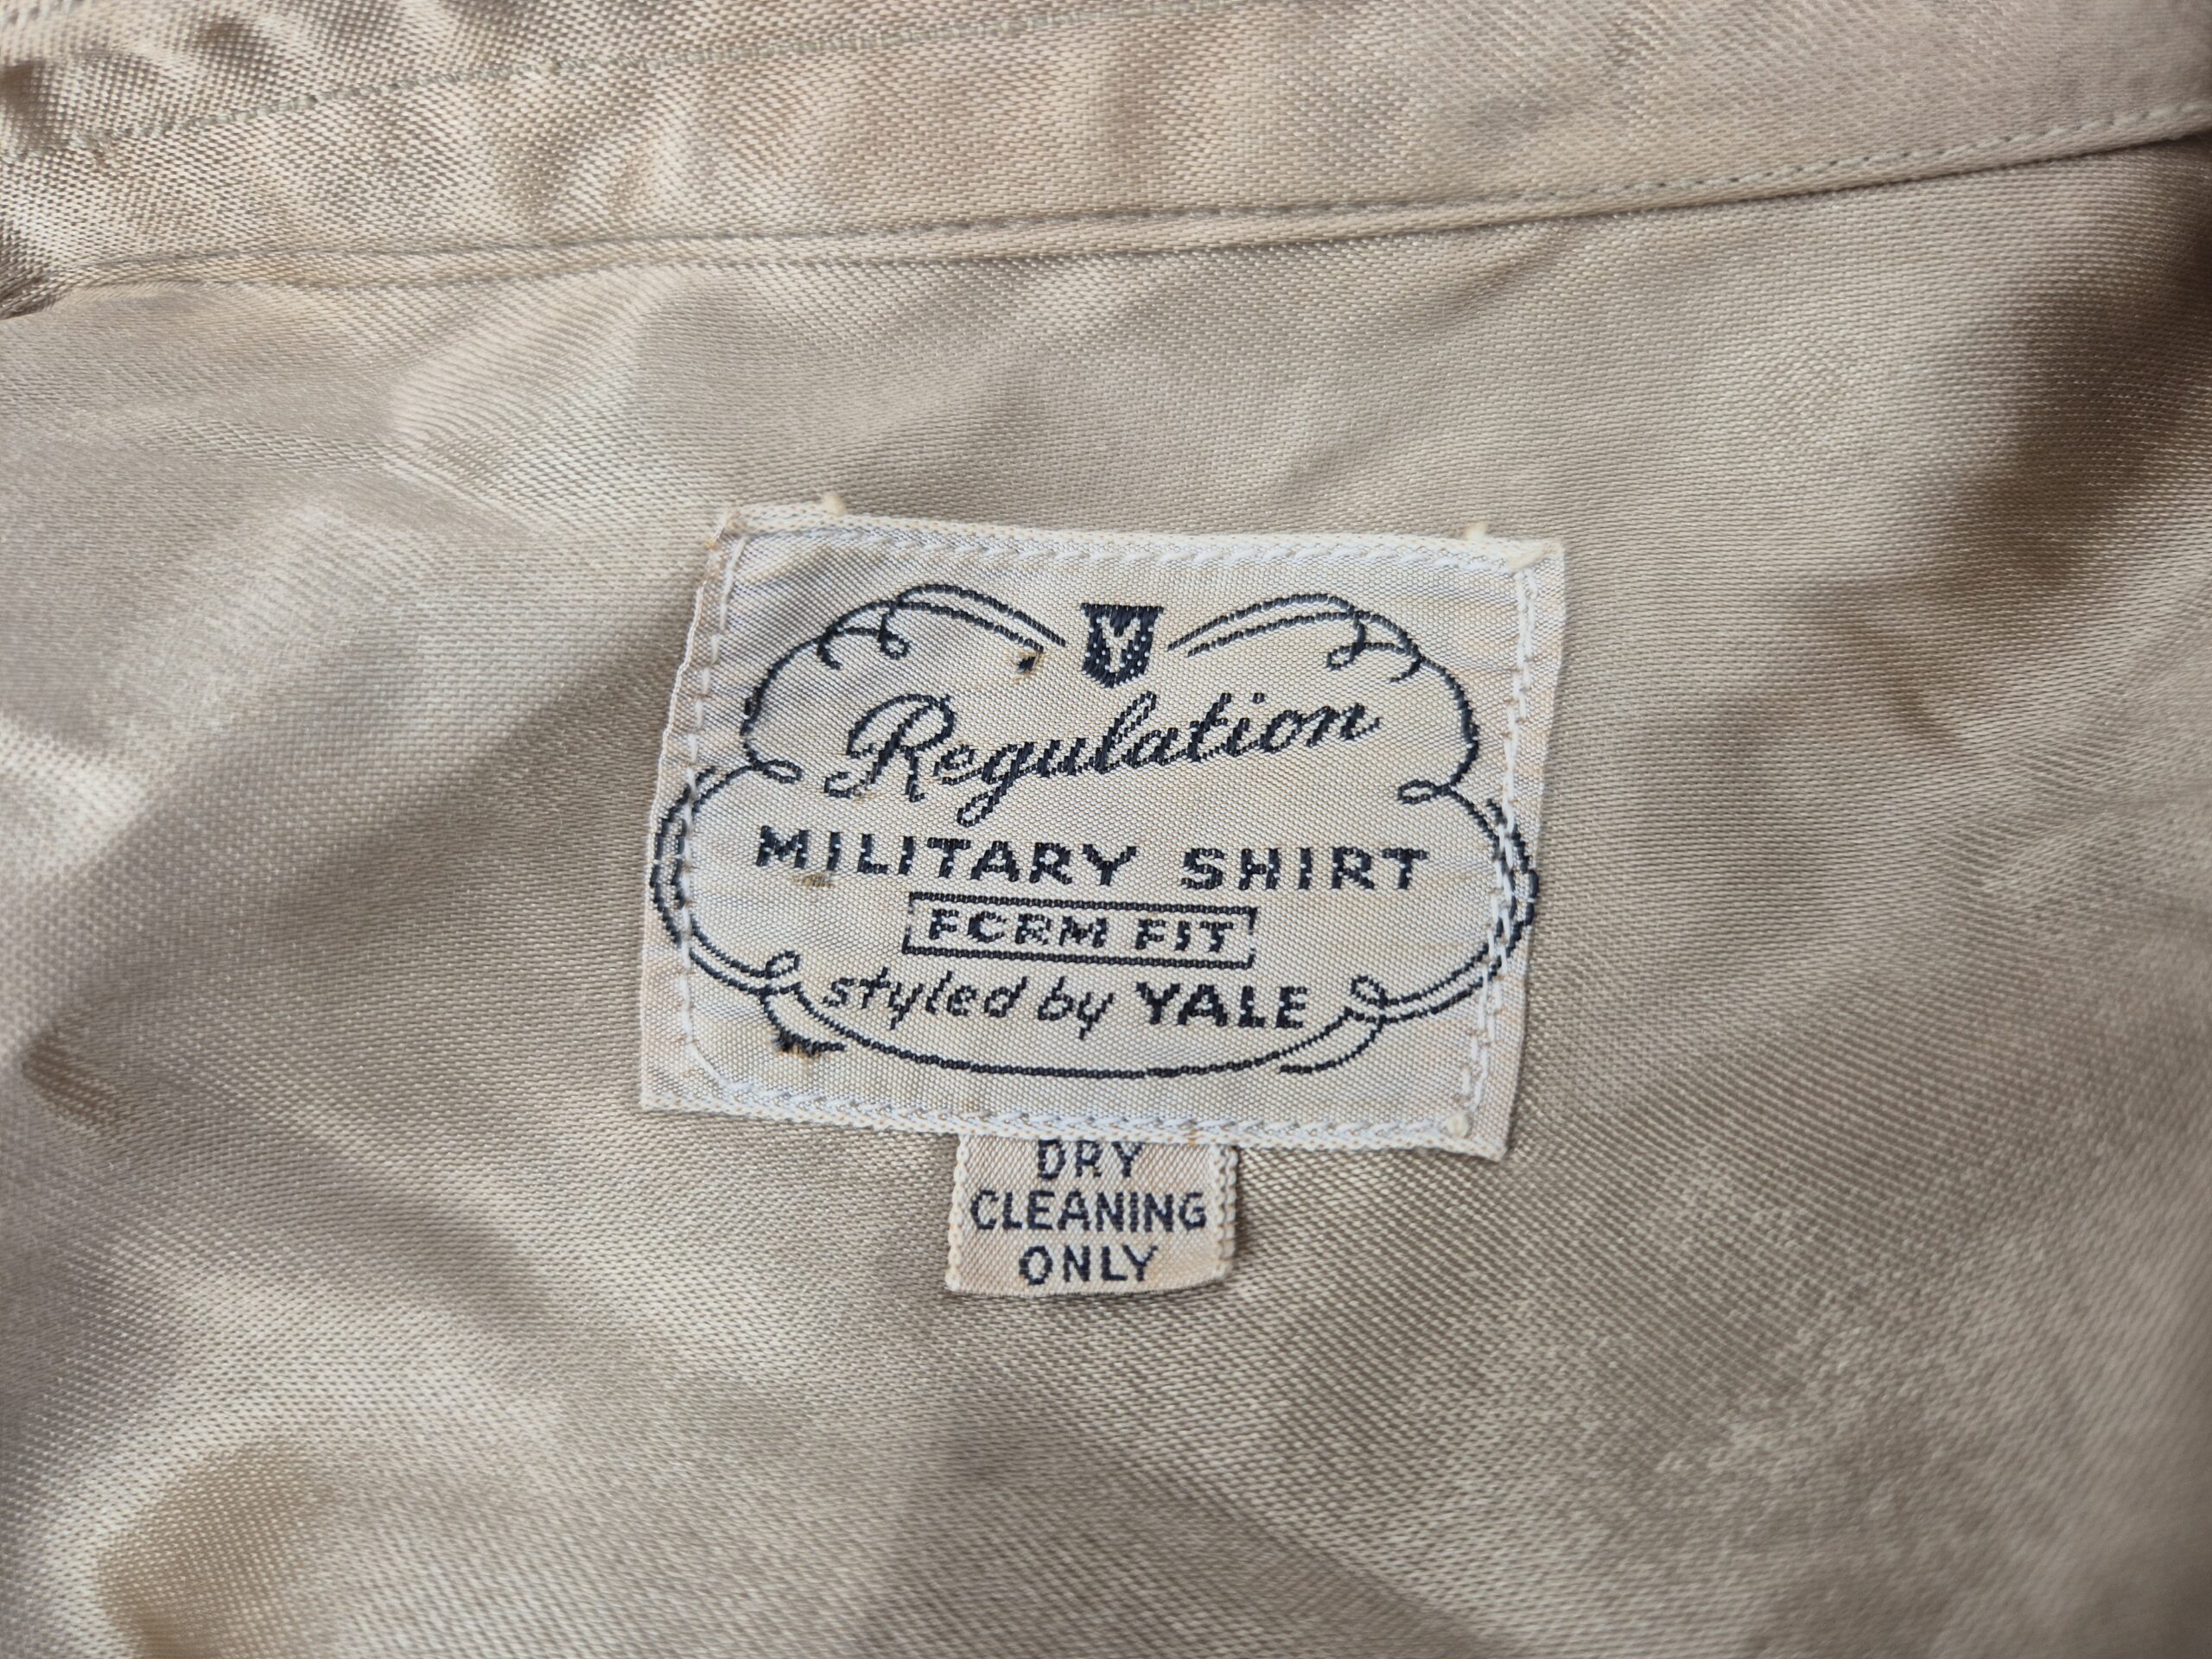 Regulation
MILITARY SHIRT
FORM FIT
styled by YALE
DRY
CLEANING
ONLY